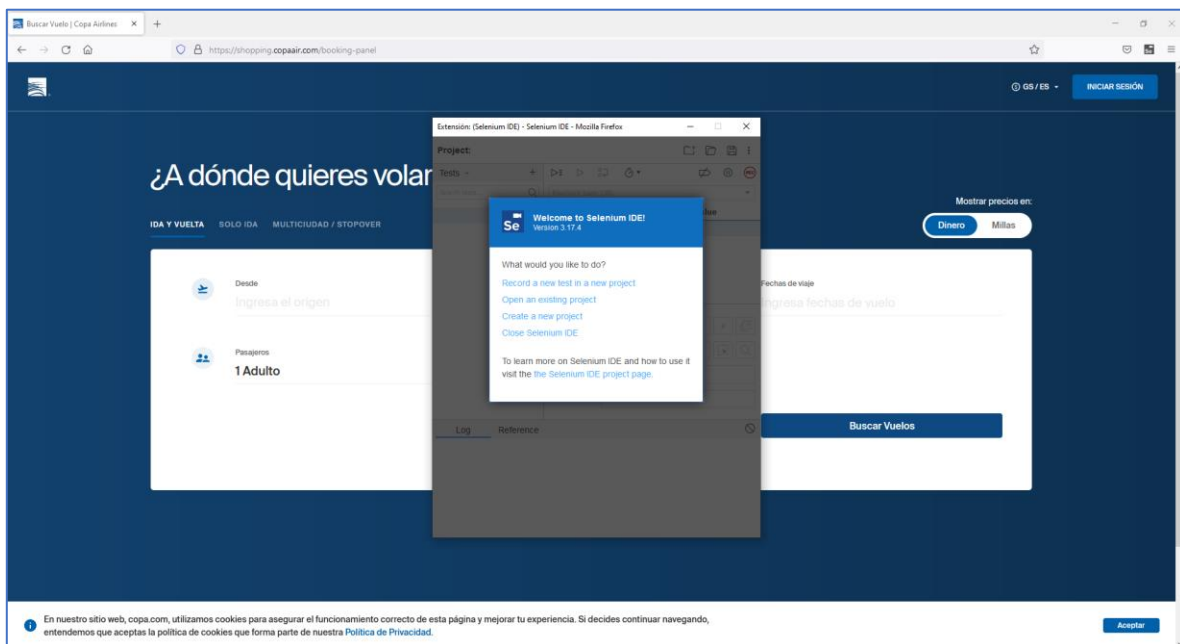 Buscar Vuelo | Copa Airlines
https://shopping.copaair.com/booking-panel
GS / ES
INICIAR SESIÓN
Extensión: (Selenium IDE) - Selenium IDE - Mozilla Firefox
Project:
Tests
¿A dónde quieres volar
Mostrar precios en:
IDA Y VUELTA SOLO IDA MULTICIUDAD / STOPOVER
Dinero Millas
Se
Welcome to Selenium IDE!
Version 3.17.4
What would you like to do?
Record a new test in a new project
Open an existing project
Create a new project
Close Selenium IDE
To learn more on Selenium IDE and how to use it
visit the the Selenium IDE project page.
Desde
Ingresa el origen
Fechas de viaje
Ingresa fechas de vuelo
Pasajeros
1 Adulto
Buscar Vuelos
Log Reference
En nuestro sitio web, copa.com, utilizamos cookies para asegurar el funcionamiento correcto de esta página y mejorar tu experiencia. Si decides continuar navegando,
entendemos que aceptas la política de cookies que forma parte de nuestra Política de Privacidad.
Aceptar